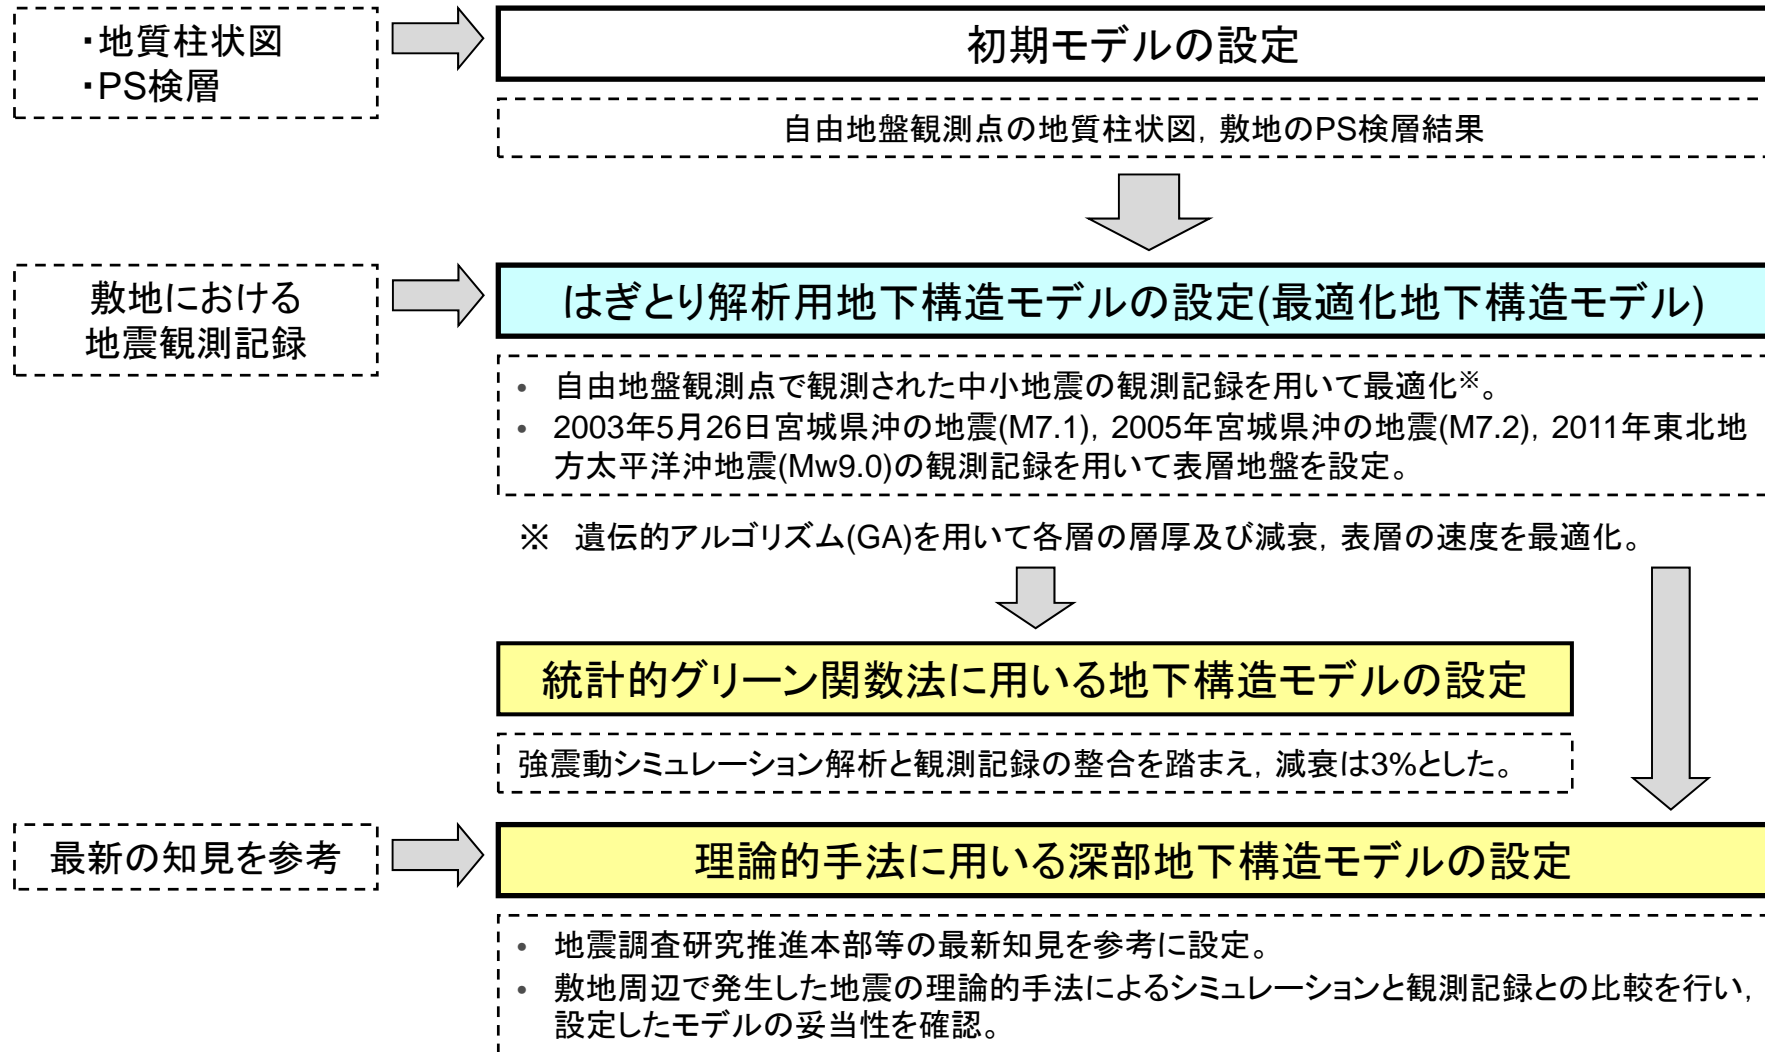 ・地質柱状図
・PS検層
初期モデルの設定
自由地盤観測点の地質柱状図，敷地のPS検層結果
敷地における
地震観測記録
はぎとり解析用地下構造モデルの設定(最適化地下構造モデル)
• 自由地盤観測点で観測された中小地震の観測記録を用いて最適化※。
• 2003年5月26日宮城県沖の地震(M7.1)，2005年宮城県沖の地震(M7.2)，2011年東北地
方太平洋沖地震(Mw9.0)の観測記録を用いて表層地盤を設定。
※ 遺伝的アルゴリズム(GA)を用いて各層の層厚及び減衰，表層の速度を最適化。
統計的グリーン関数法に用いる地下構造モデルの設定
強震動シミュレーション解析と観測記録の整合を踏まえ，減衰は3%とした。
最新の知見を参考
理論的手法に用いる深部地下構造モデルの設定
• 地震調査研究推進本部等の最新知見を参考に設定。
• 敷地周辺で発生した地震の理論的手法によるシミュレーションと観測記録との比較を行い，
設定したモデルの妥当性を確認。